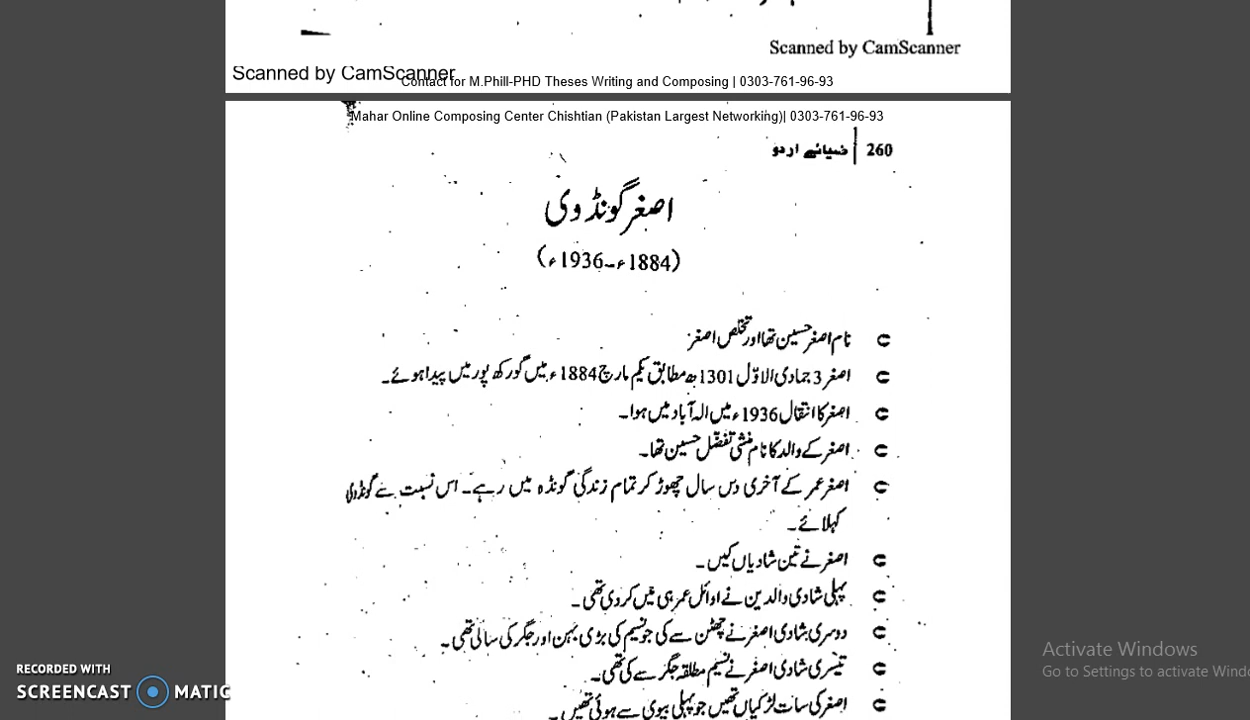 Scanned by CamScanner
Scanned by CamScanner
Contact for M.Phill-PHD Theses Writing and Composing | 0303-761-96-93
Mahar Online Composing Center Chishtian (Pakistan Largest Networking)| 0303-761-96-93
260 | ضیائے اردو
اصغر گونڈوی
(1884ء-1936ء)
نام اصغر حسین تھا اور تخلص اصغر
اصغر 3 جمادی الاوّل 1301ھ مطابق یکم مارچ 1884ء میں گورکھ پور میں پیدا ہوئے۔
اصغر کا انتقال 1936ء میں الہ آباد میں ہوا۔
اصغر کے والد کا نام منشی تفضّل حسین تھا۔
اصغر عمر کے آخری دس سال چھوڑ کر تمام زندگی گونڈہ میں رہے۔ اس نسبت سے گونڈوی
کہلائے۔
اصغر نے تین شادیاں کیں۔
پہلی شادی والدین نے اوائل عمر ہی میں کر دی تھی۔
دوسری شادی اصغر نے چھٹن سے کی جو نسیم کی بڑی بہن اور جگر کی سالی تھی۔
تیسری شادی اصغر نے نسیم مطلقہ جگر سے کی تھی۔
اصغر کی سات لڑکیاں تھیں جو پہلی بیوی سے ہوئی تھیں۔
Activate Windows
Go to Settings to activate Windo
RECORDED WITH
SCREENCAST MATIC